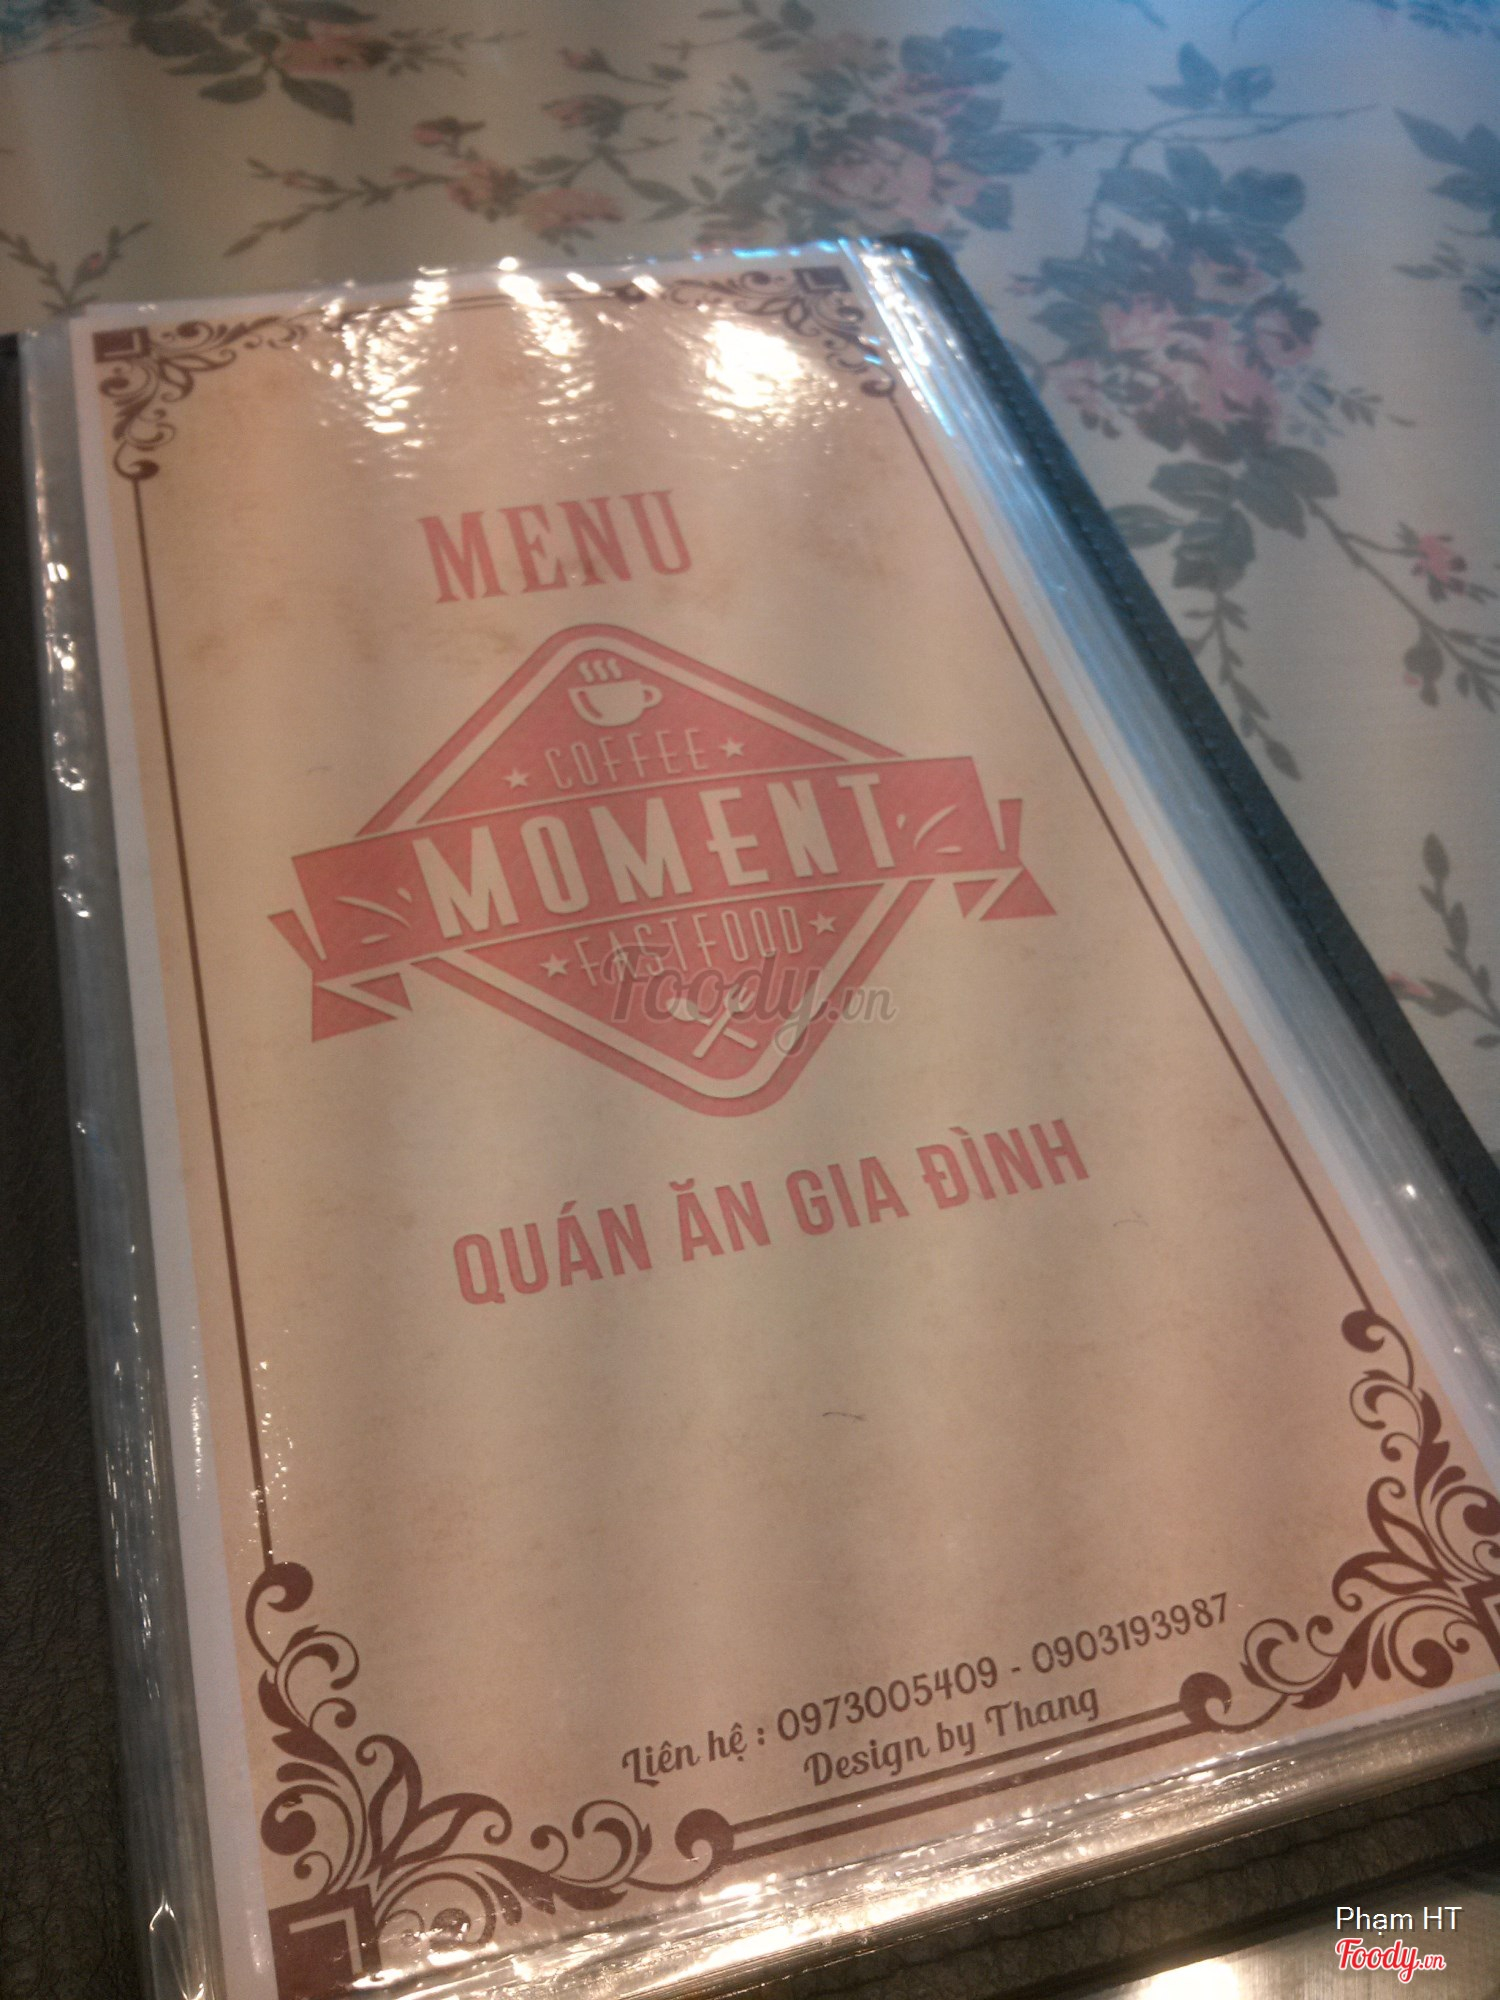 MENU
COFFEE
MOMENT
FASTFOOD
Foody.vn
QUÁN ĂN GIA ĐÌNH
Liên hệ : 0973005409 - 0903193987
Design by Thang
Phạm HT
Foody.vn